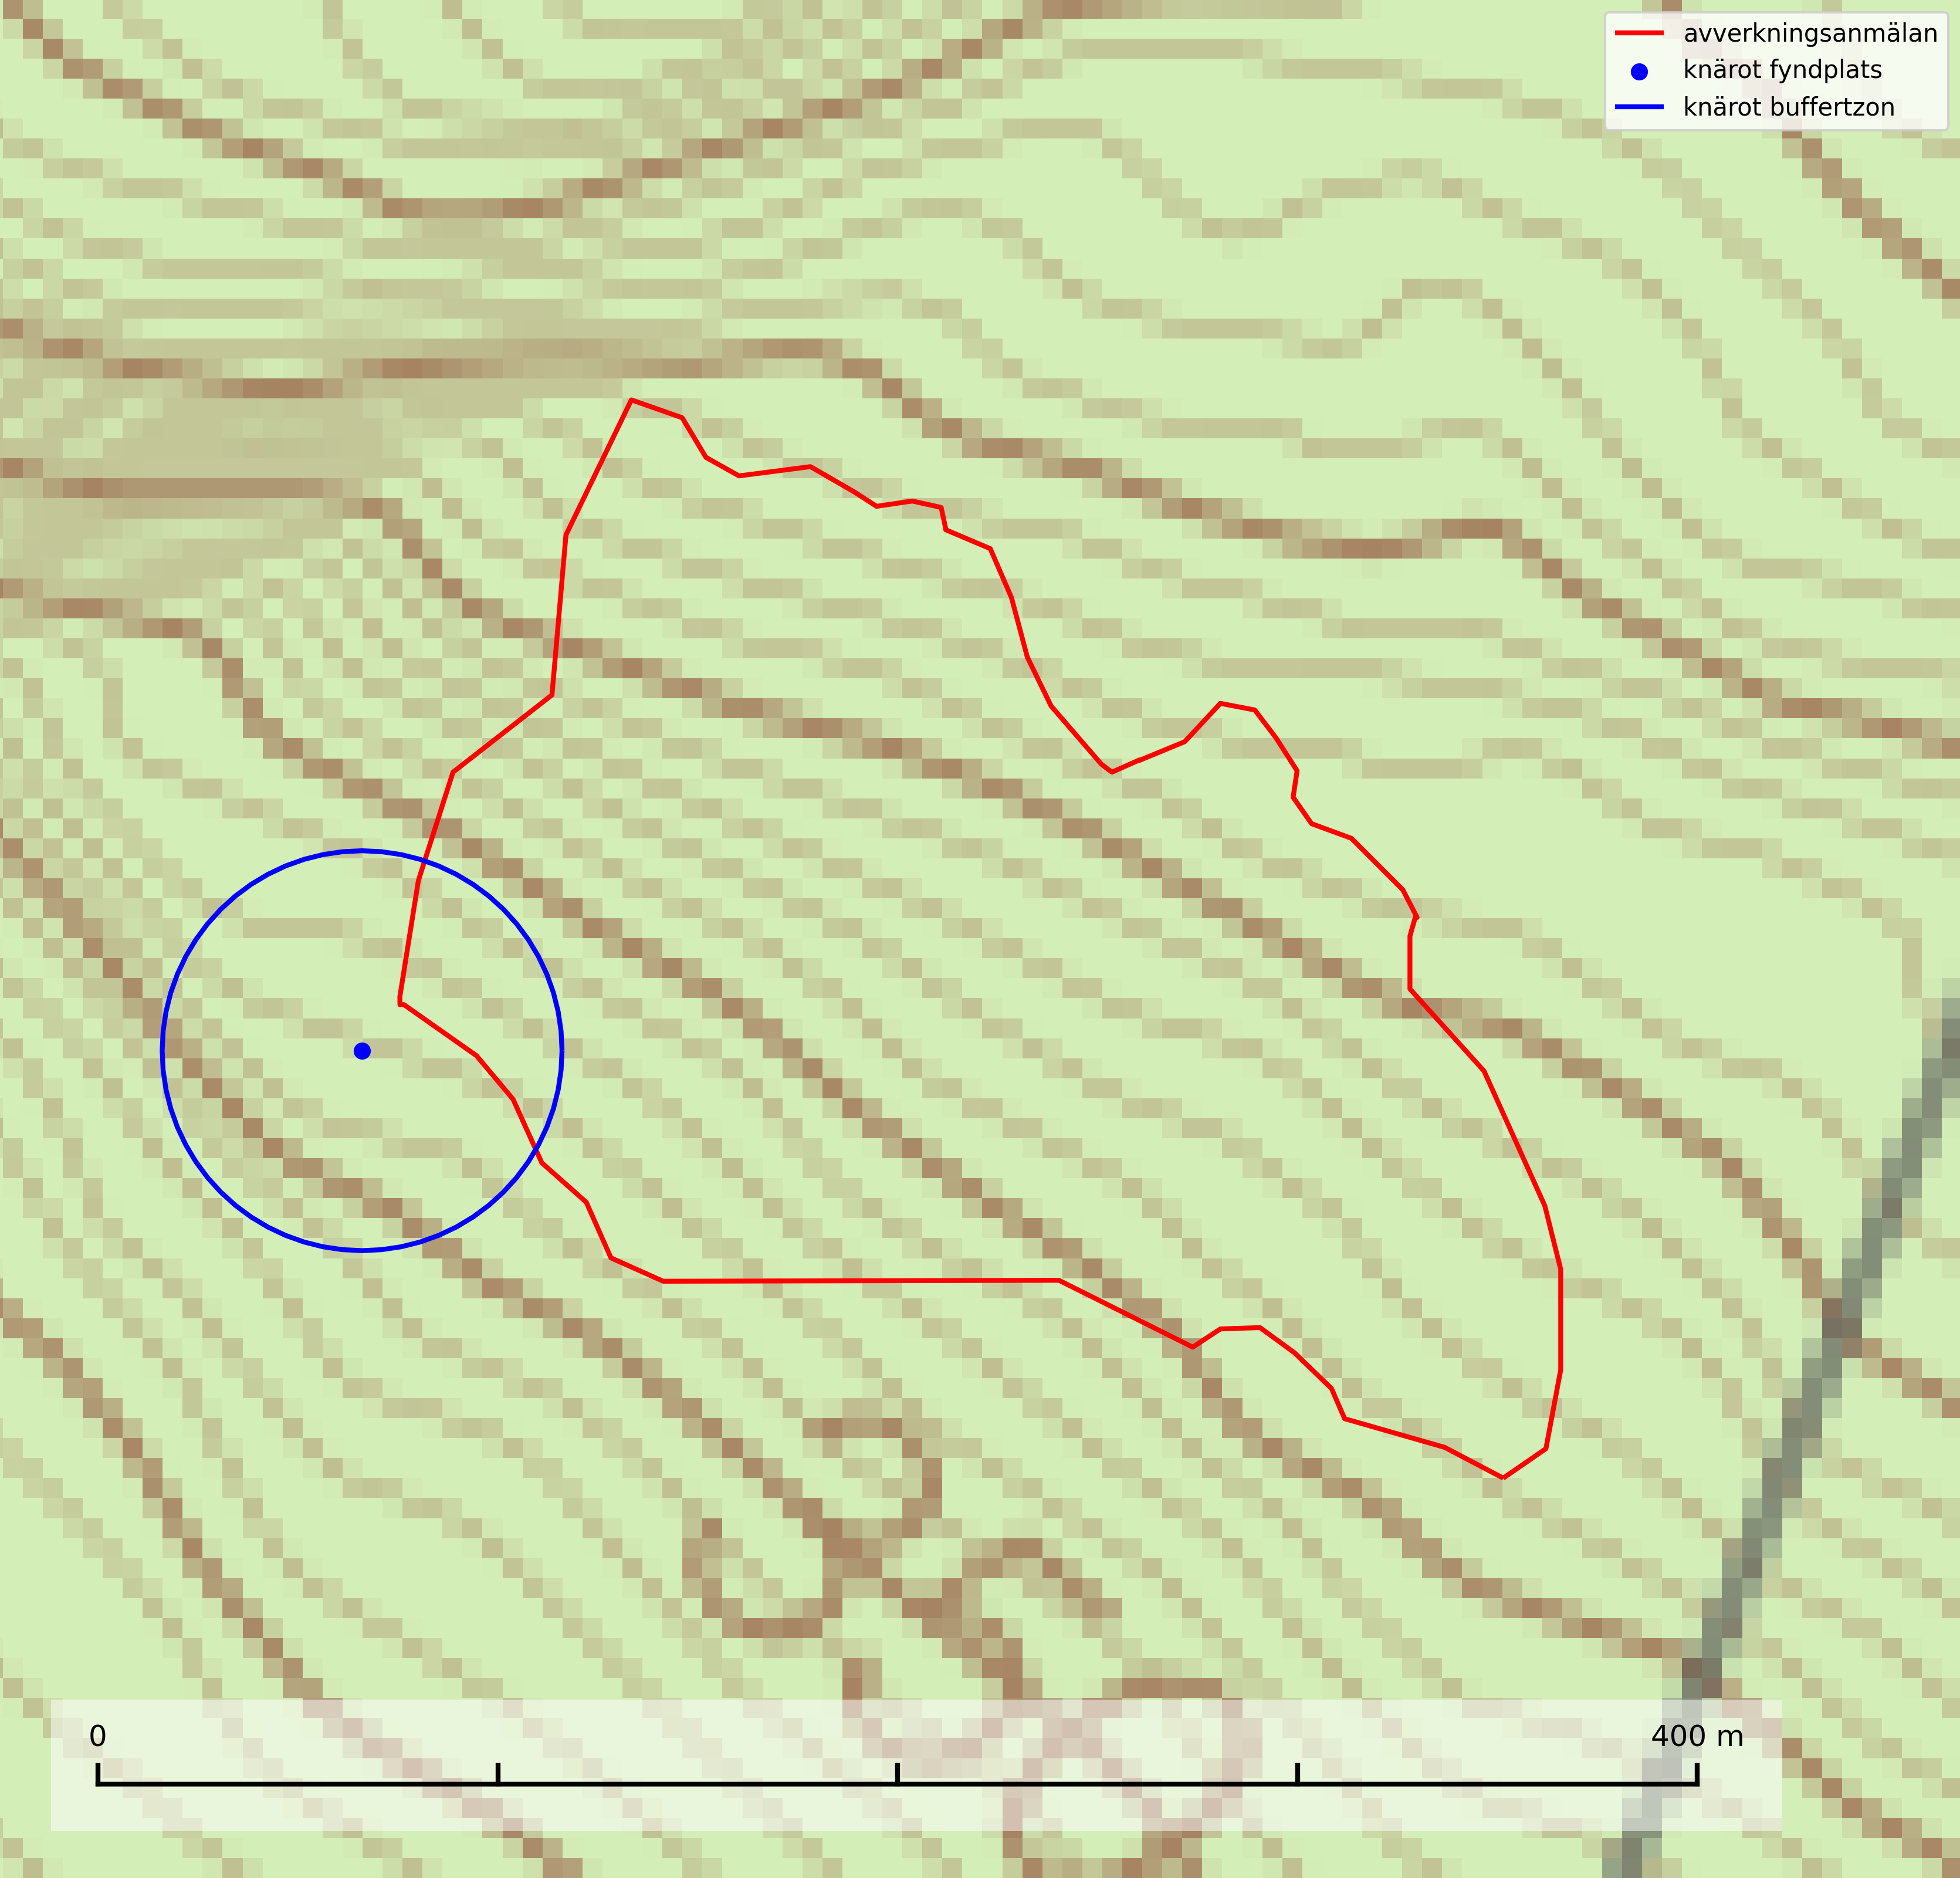 avverkningsanmälan
knärot fyndplats
knärot buffertzon
0 400 m